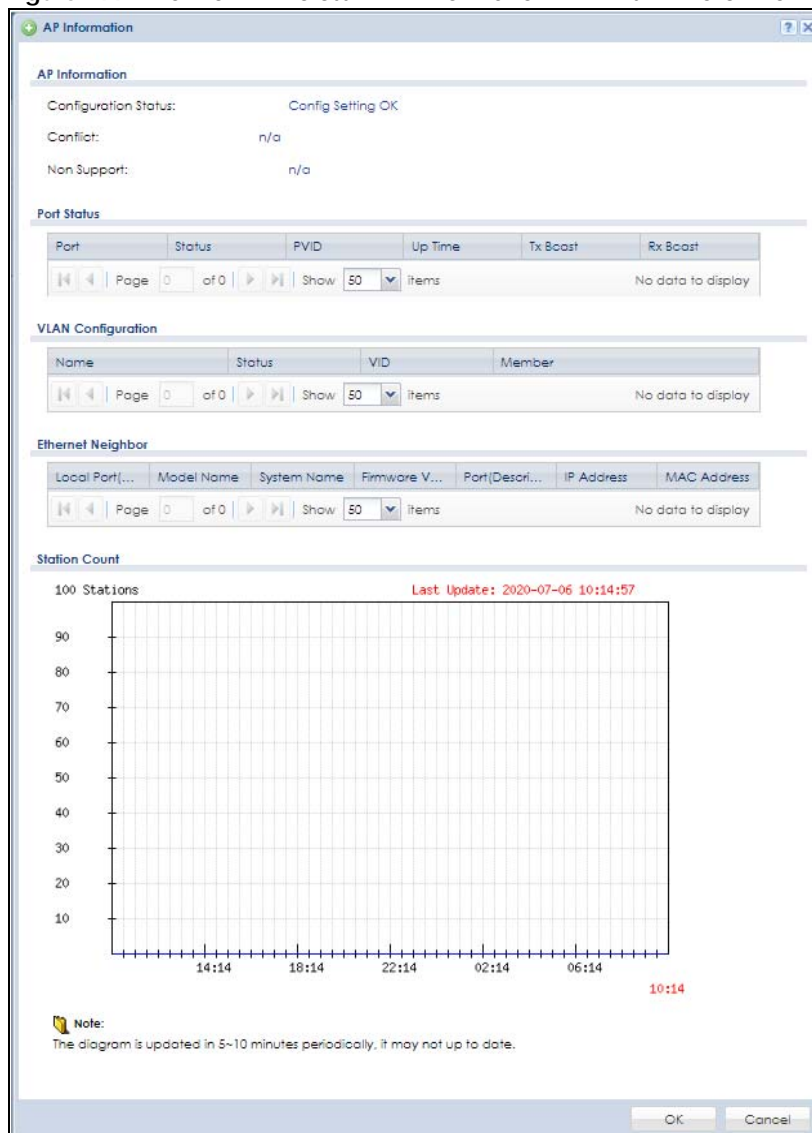 AP Information
AP Information
Configuration Status: Config Setting OK
Conflict: n/a
Non Support: n/a
Port Status
Port Status PVID Up Time Tx Bcast Rx Bcast
Page 0 of 0 Show 50 items No data to display
VLAN Configuration
Name Status VID Member
Page 0 of 0 Show 50 items No data to display
Ethernet Neighbor
Local Port(... Model Name System Name Firmware V... Port(Descri... IP Address MAC Address
Page 0 of 0 Show 50 items No data to display
Station Count
100 Stations Last Update: 2020-07-06 10:14:57
90
80
70
60
50
40
30
20
10
14:14 18:14 22:14 02:14 06:14
10:14
Note:
The diagram is updated in 5~10 minutes periodically, it may not up to date.
OK Cancel